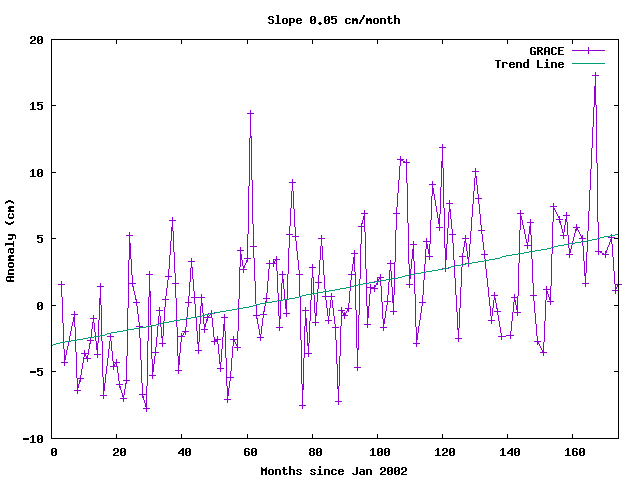 Slope 0.05 cm/month
GRACE
Trend Line
20
15
10
5
0
-5
-10
Anomaly (cm)
0 20 40 60 80 100 120 140 160
Months since Jan 2002